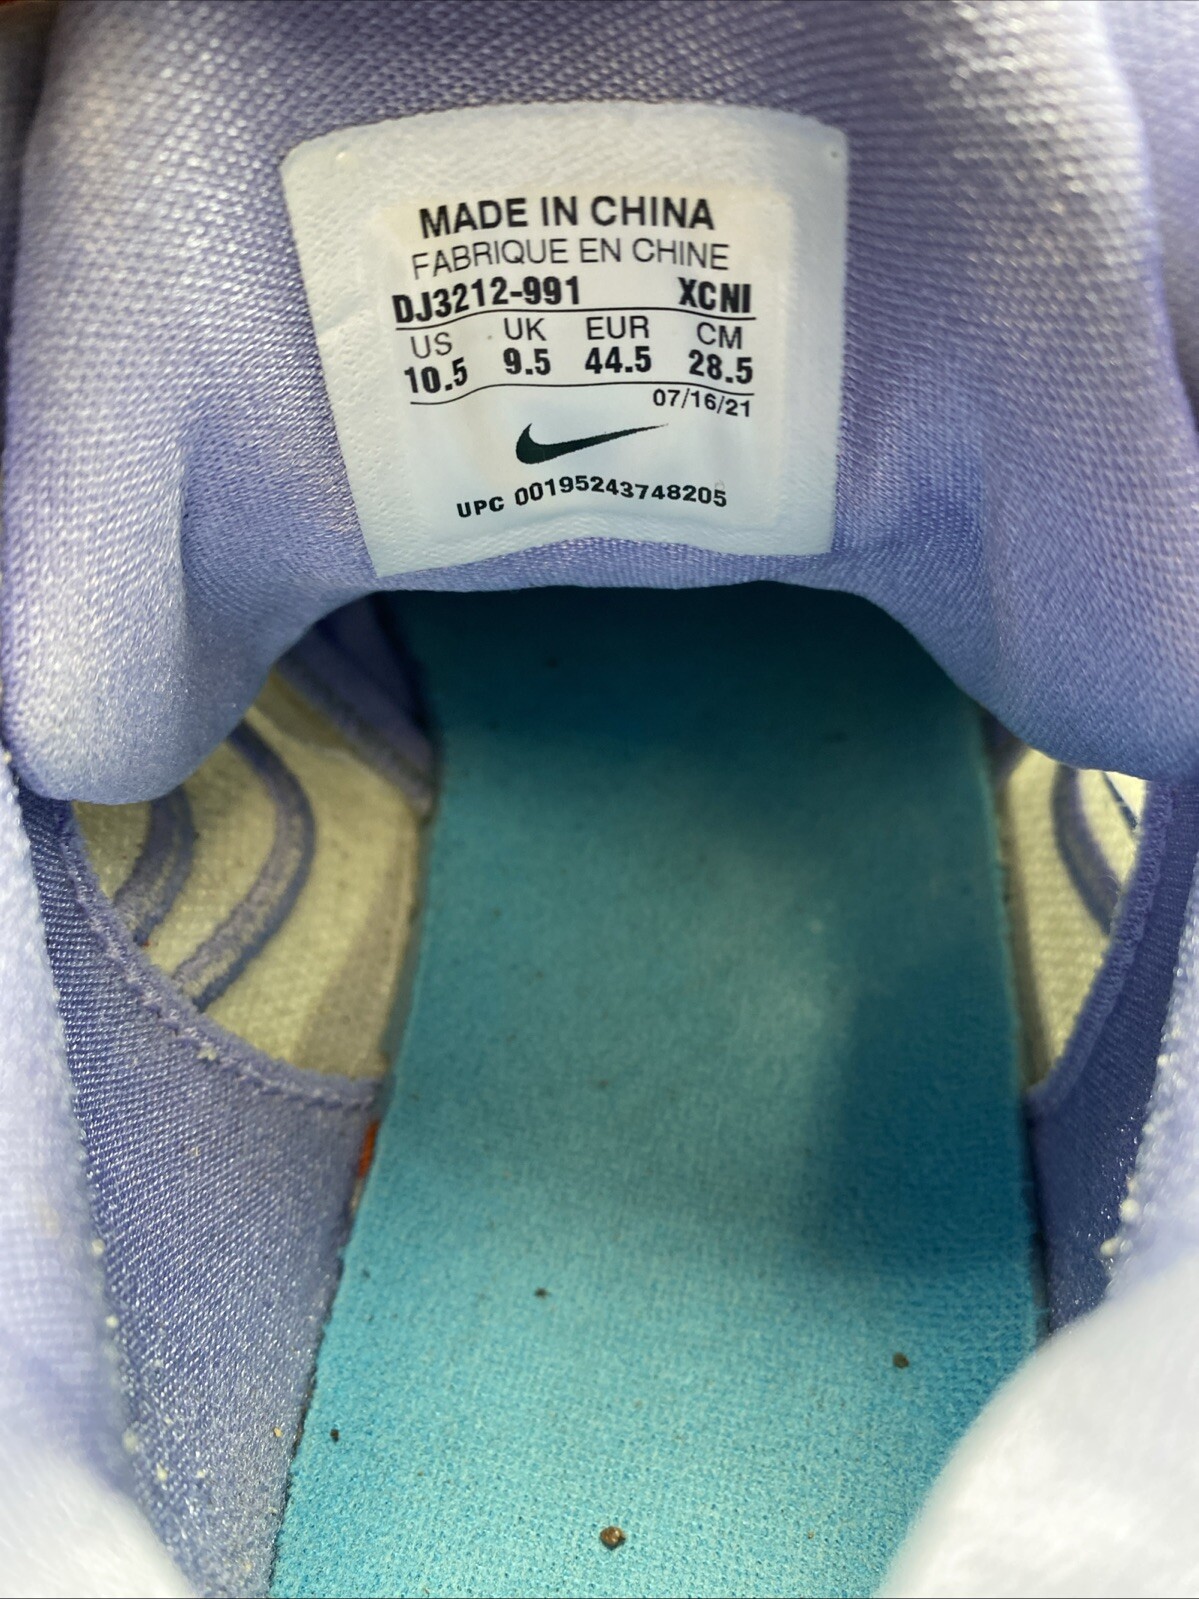 MADE IN CHINA
FABRIQUE EN CHINE
DJ3212-991 XCNI
US UK EUR CM
10.5 9.5 44.5 28.5
07/16/21
UPC 00195243748205